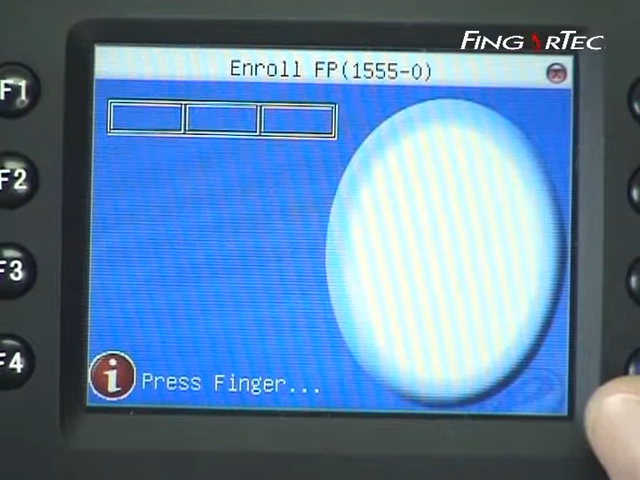 FINGERTEC
Enroll FP(1555-0)
F1
F2
F3
F4
i
Press Finger...